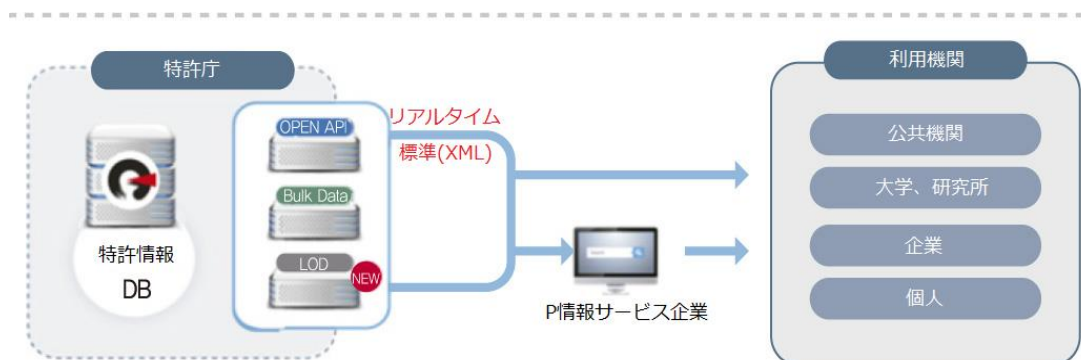 特許庁
特許情報
DB
OPEN API
Bulk Data
LOD
NEW
リアルタイム
標準(XML)
Search
P情報サービス企業
利用機関
公共機関
大学、研究所
企業
個人